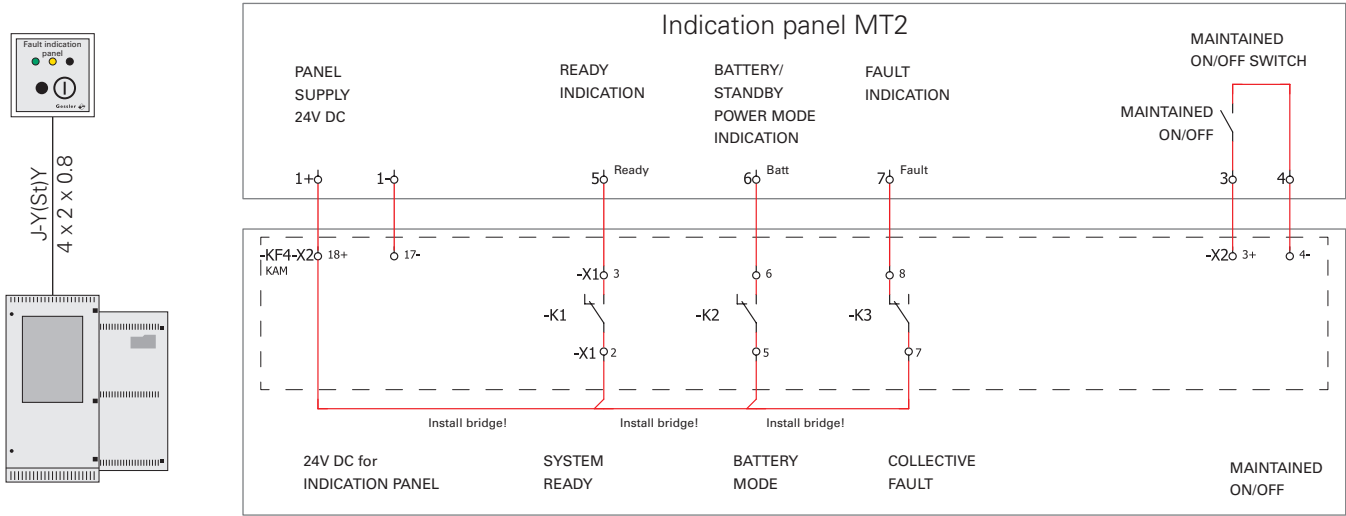 Fault indication
panel
Gessler
J-Y(St)Y
4 x 2 x 0.8
Indication panel MT2
PANEL
SUPPLY
24V DC
READY
INDICATION
BATTERY/
STANDBY
POWER MODE
INDICATION
FAULT
INDICATION
MAINTAINED
ON/OFF SWITCH
MAINTAINED
ON/OFF
1+ 1- 5 Ready 6 Batt 7 Fault 3 4
-KF4-X2 18+ 17- -X2 3+ 4-
KAM
-X1 3 6 8
-K1 -K2 -K3
-X1 2 5 7
Install bridge! Install bridge! Install bridge!
24V DC for
INDICATION PANEL
SYSTEM
READY
BATTERY
MODE
COLLECTIVE
FAULT
MAINTAINED
ON/OFF